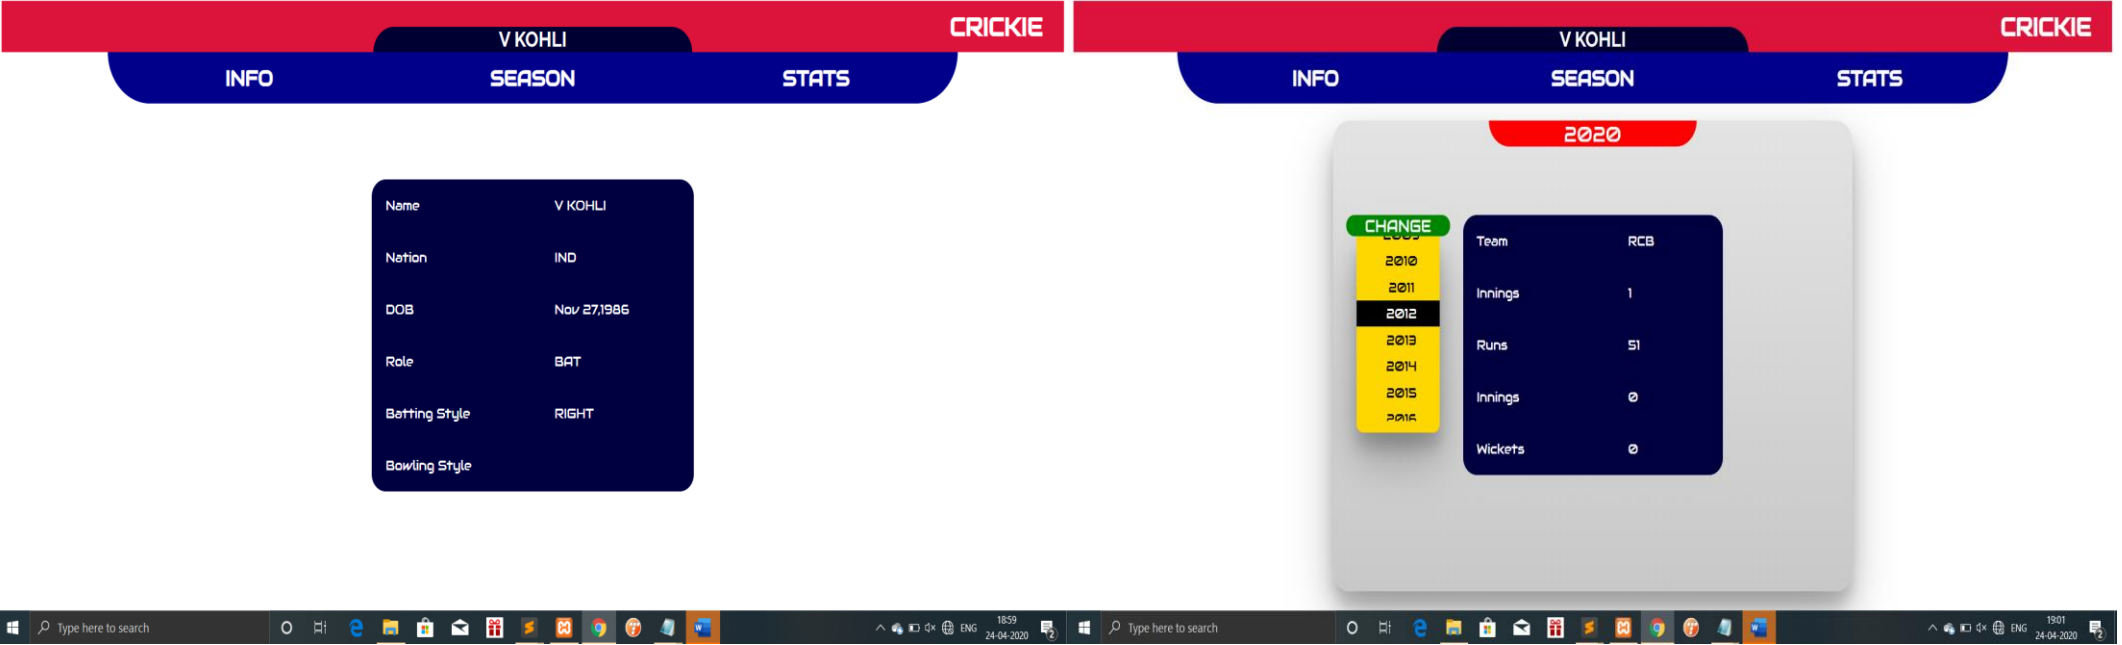 CRICKIE
V KOHLI
INFO SEASON STATS
Name V KOHLI
Nation IND
DOB Nov 27,1986
Role BAT
Batting Style RIGHT
Bowling Style
Type here to search
ENG
18:59
24-04-2020
2
CRICKIE
V KOHLI
INFO SEASON STATS
2020
CHANGE
2010
2011
2012
2013
2014
2015
2016
Team RCB
Innings 1
Runs 51
Innings 0
Wickets 0
Type here to search
ENG
19:01
24-04-2020
2